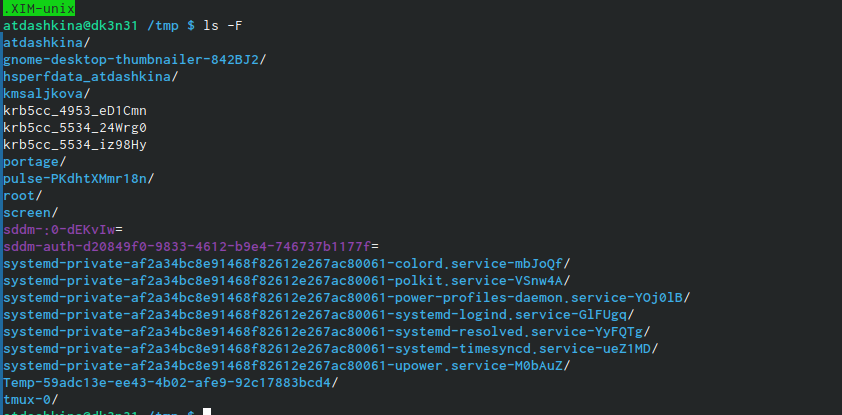 .XIM-unix
atdashkina@dk3n31 /tmp $ ls -F
atdashkina/
gnome-desktop-thumbnailer-842BJ2/
hsperfdata_atdashkina/
kmsaljkova/
krb5cc_4953_eD1Cmn
krb5cc_5534_24Wrg0
krb5cc_5534_iz98Hy
portage/
pulse-PKdhtXMmr18n/
root/
screen/
sddm-:0-dEKvIw=
sddm-auth-d20849f0-9833-4612-b9e4-746737b1177f=
systemd-private-af2a34bc8e91468f82612e267ac80061-colord.service-mbJoQf/
systemd-private-af2a34bc8e91468f82612e267ac80061-polkit.service-VSnw4A/
systemd-private-af2a34bc8e91468f82612e267ac80061-power-profiles-daemon.service-YOj0lB/
systemd-private-af2a34bc8e91468f82612e267ac80061-systemd-logind.service-GlFUgq/
systemd-private-af2a34bc8e91468f82612e267ac80061-systemd-resolved.service-YyFQTg/
systemd-private-af2a34bc8e91468f82612e267ac80061-systemd-timesyncd.service-ueZ1MD/
systemd-private-af2a34bc8e91468f82612e267ac80061-upower.service-M0bAuZ/
Temp-59adc13e-ee43-4b02-afe9-92c17883bcd4/
tmux-0/
atdashkina@dk3n31 /tmp $